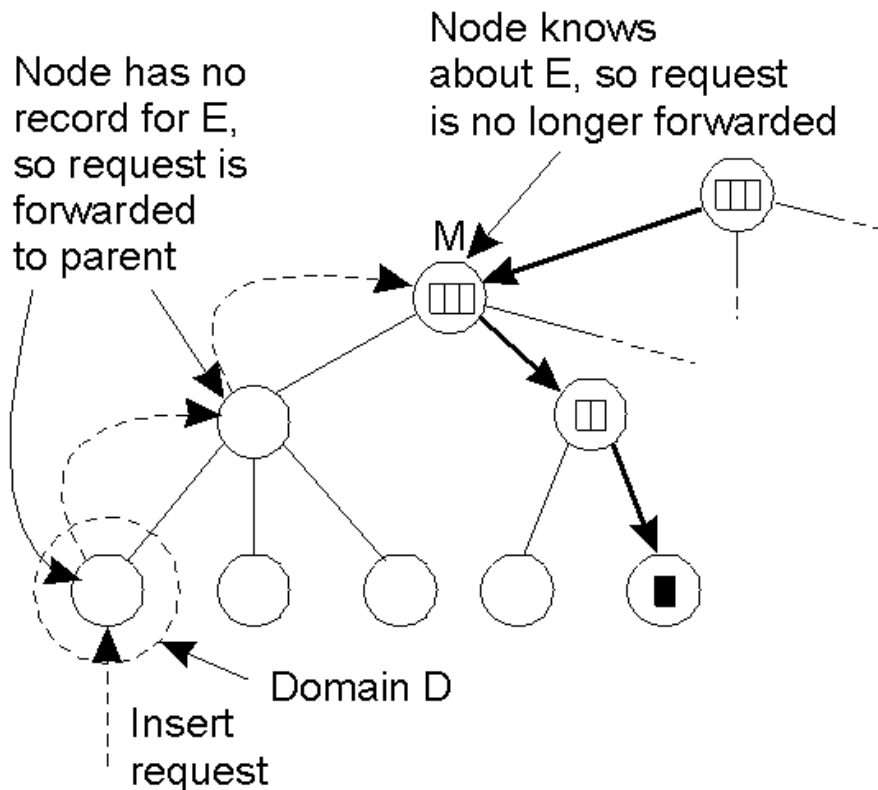 Node has no
record for E,
so request is
forwarded
to parent
Node knows
about E, so request
is no longer forwarded
M
Domain D
Insert
request